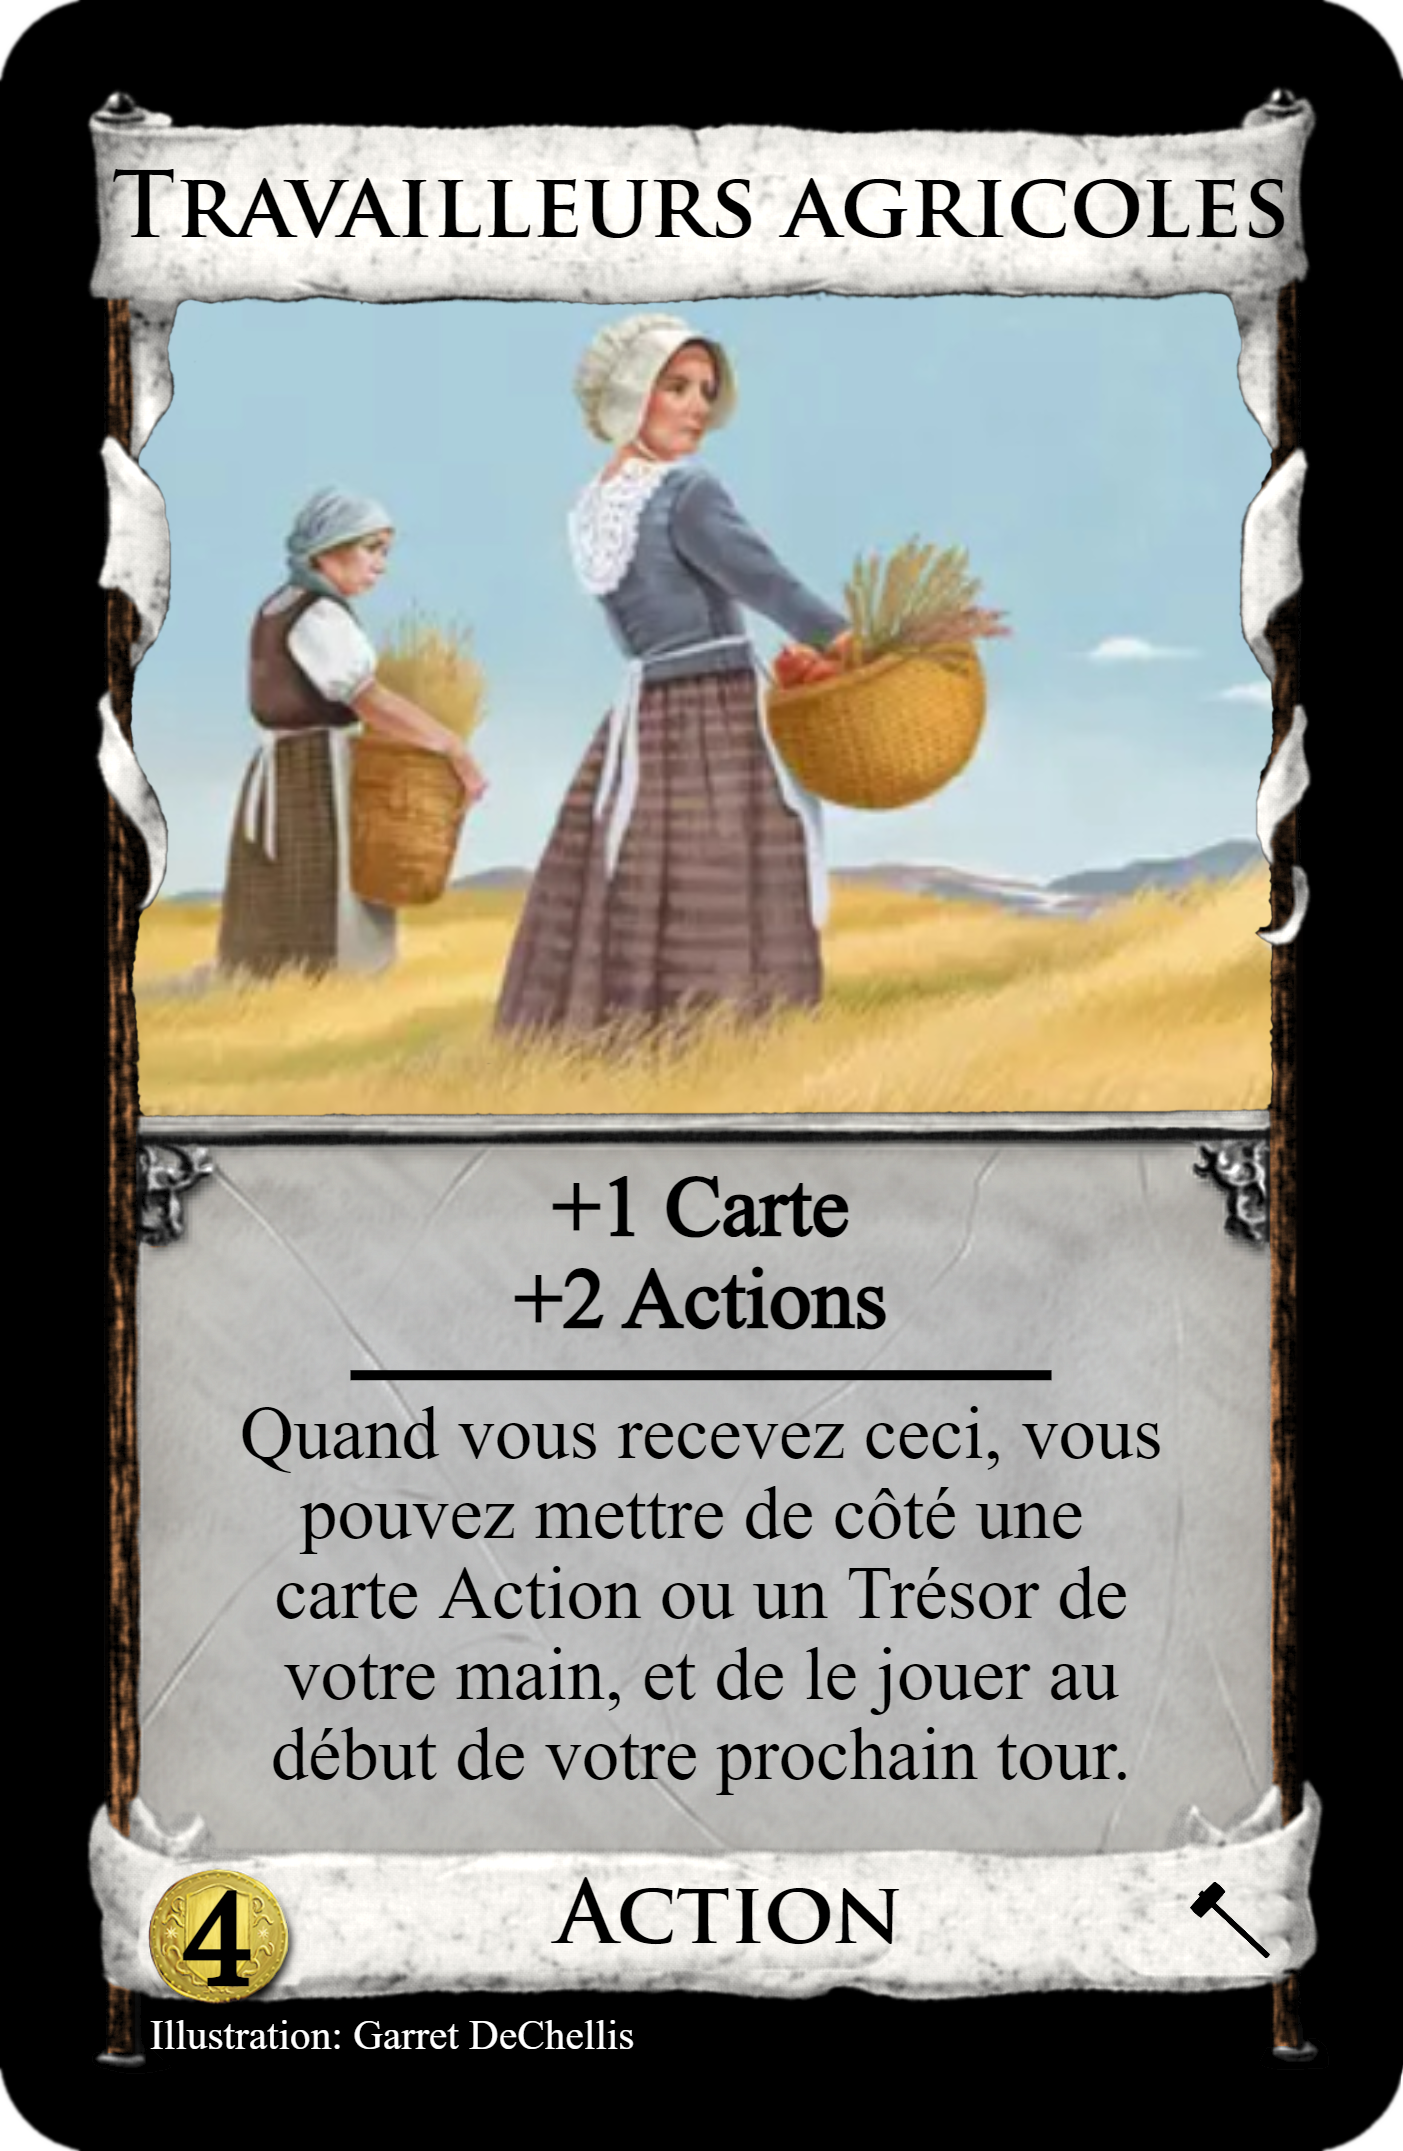 Travailleurs agricoles
+1 Carte
+2 Actions
Quand vous recevez ceci, vous
pouvez mettre de côté une
carte Action ou un Trésor de
votre main, et de le jouer au
début de votre prochain tour.
4
Action
Illustration: Garret DeChellis